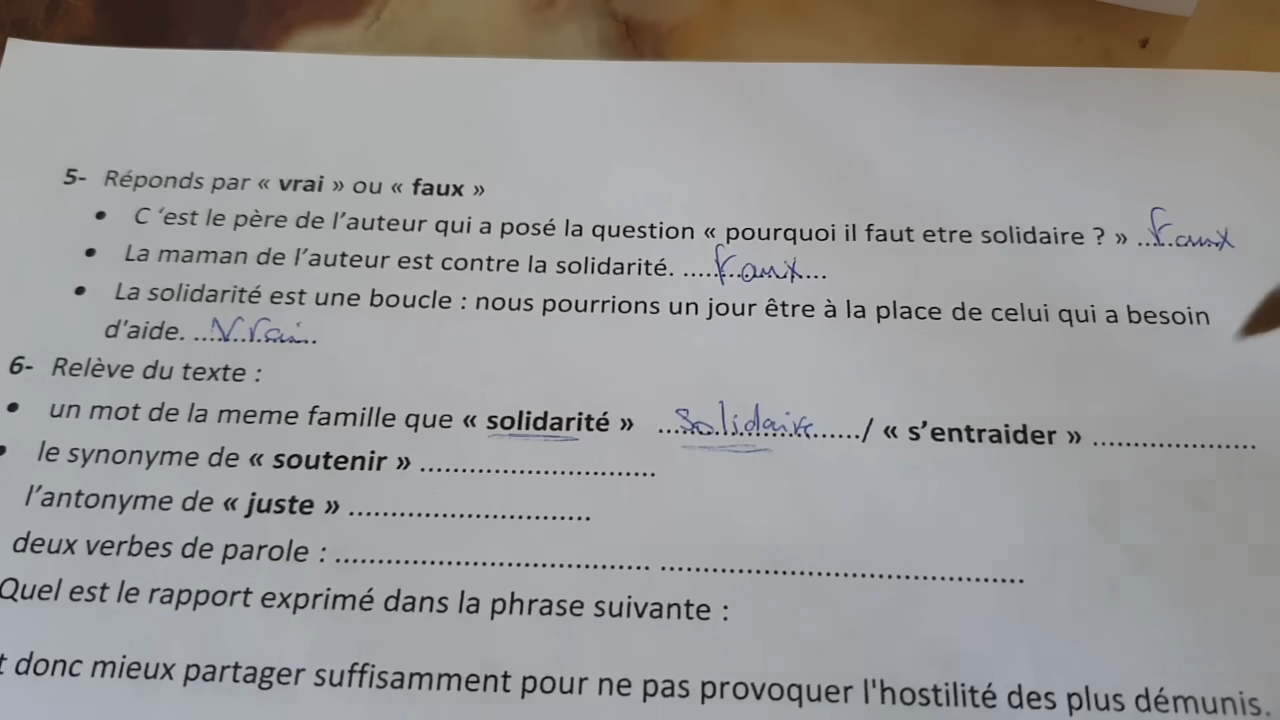 5- Réponds par « vrai » ou « faux »
• C ‘est le père de l’auteur qui a posé la question « pourquoi il faut etre solidaire ? » ...faux
• La maman de l’auteur est contre la solidarité. .....faux...
• La solidarité est une boucle : nous pourrions un jour être à la place de celui qui a besoin
d'aide. ...Vrai...
6- Relève du texte :
• un mot de la meme famille que « solidarité » ...Solidaire....../ « s’entraider » ....................
• le synonyme de « soutenir » ............................
l’antonyme de « juste » ............................
deux verbes de parole : ..................................... ..........................................
Quel est le rapport exprimé dans la phrase suivante :
t donc mieux partager suffisamment pour ne pas provoquer l'hostilité des plus démunis.